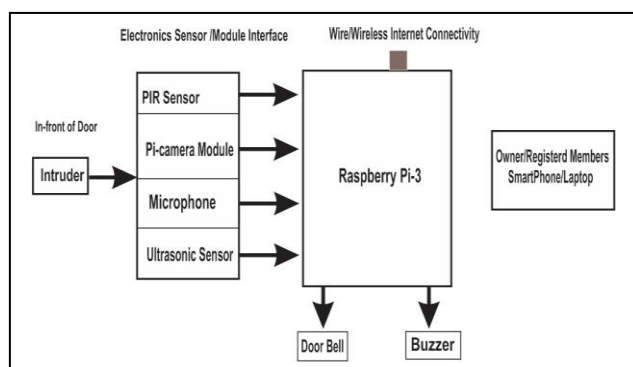 Electronics Sensor /Module Interface
Wire/Wireless Internet Connectivity
PIR Sensor
In-front of Door
Pi-camera Module
Intruder
Microphone
Ultrasonic Sensor
Raspberry Pi-3
Owner/Registerd Members
SmartPhone/Laptop
Door Bell
Buzzer